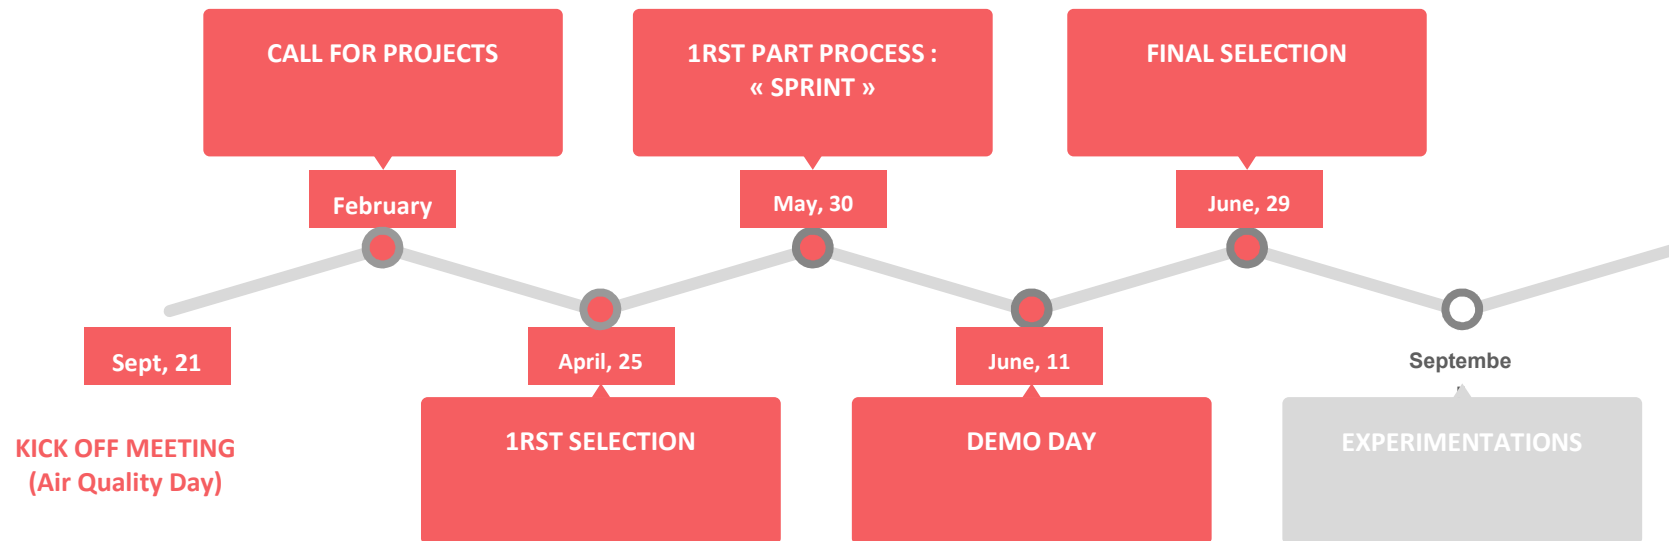 CALL FOR PROJECTS
1RST PART PROCESS :
« SPRINT »
FINAL SELECTION
February
May, 30
June, 29
Sept, 21
April, 25
June, 11
Septembe
KICK OFF MEETING
(Air Quality Day)
1RST SELECTION
DEMO DAY
EXPERIMENTATIONS